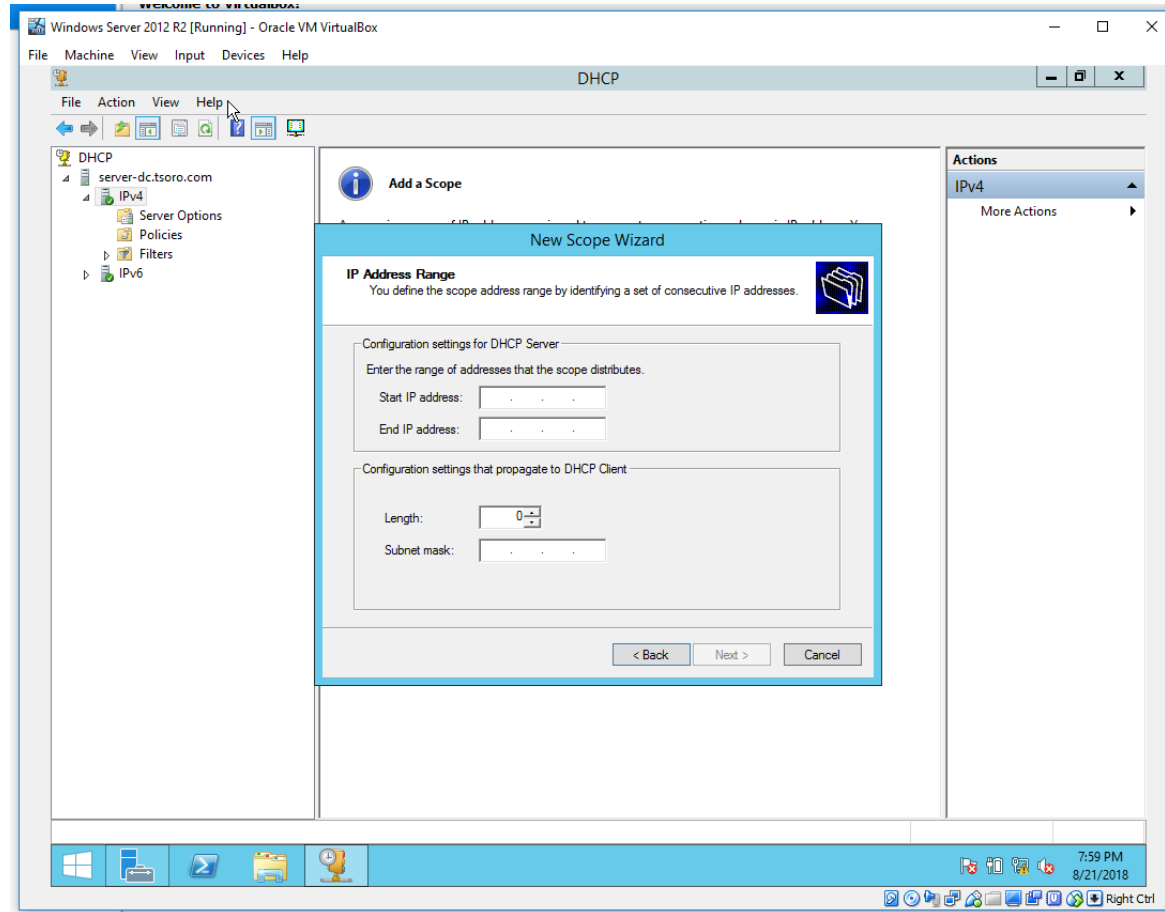 Welcome to VirtualBox!
Windows Server 2012 R2 [Running] - Oracle VM VirtualBox
File Machine View Input Devices Help
DHCP
File Action View Help
DHCP
server-dc.tsoro.com
IPv4
Server Options
Policies
Filters
IPv6
Add a Scope
New Scope Wizard
IP Address Range
You define the scope address range by identifying a set of consecutive IP addresses.
Configuration settings for DHCP Server
Enter the range of addresses that the scope distributes.
Start IP address:
End IP address:
Configuration settings that propagate to DHCP Client
Length: 0
Subnet mask:
< Back Next > Cancel
Actions
IPv4
More Actions
7:59 PM
8/21/2018
Right Ctrl